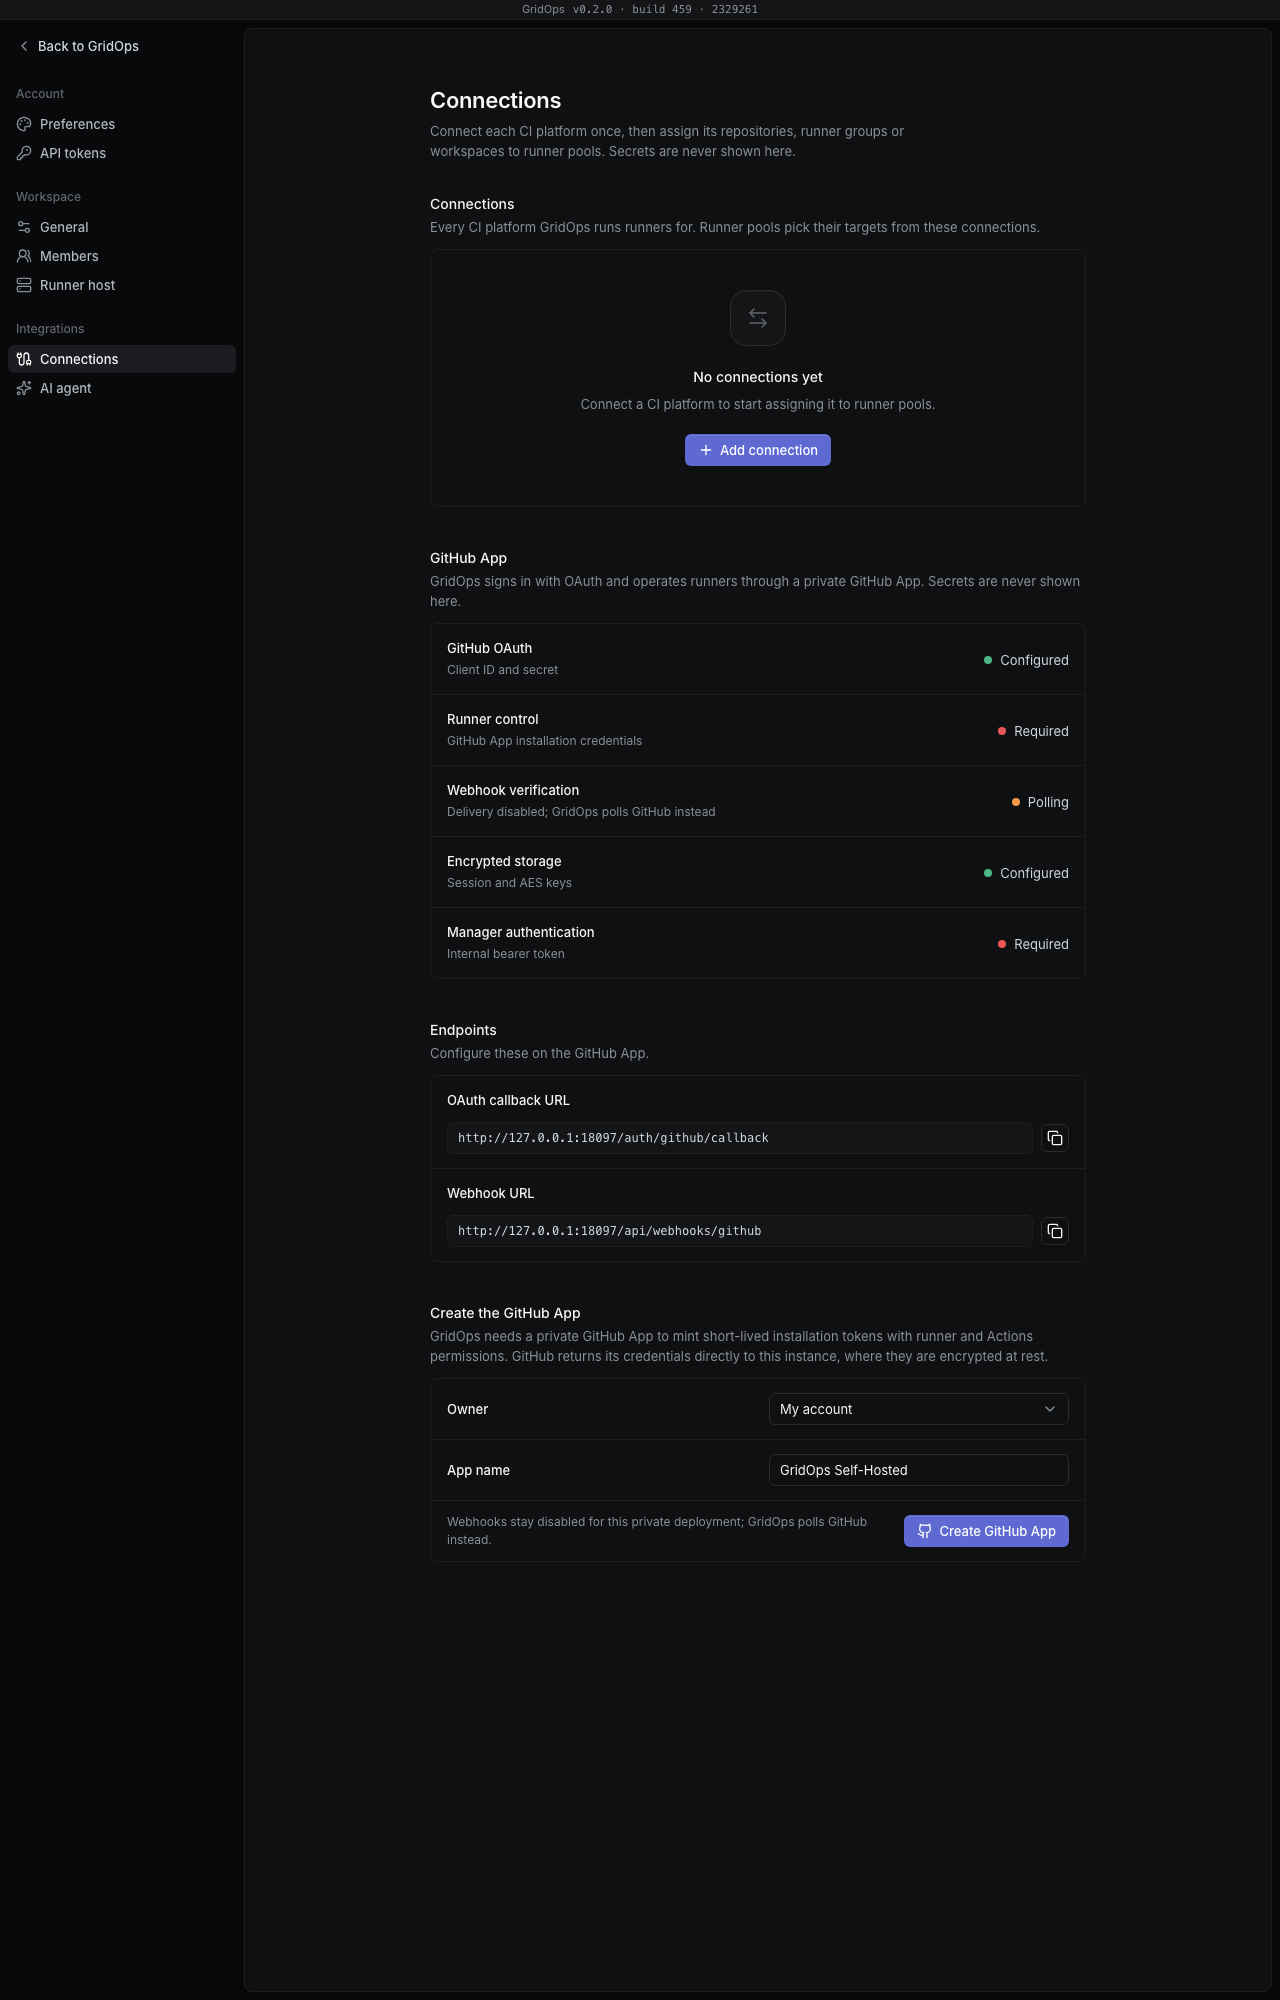 GridOps v0.2.0 · build 459 · 2329261
Back to GridOps
Account
Preferences
API tokens
Workspace
General
Members
Runner host
Integrations
Connections
AI agent
Connections
Connect each CI platform once, then assign its repositories, runner groups or
workspaces to runner pools. Secrets are never shown here.
Connections
Every CI platform GridOps runs runners for. Runner pools pick their targets from these connections.
No connections yet
Connect a CI platform to start assigning it to runner pools.
Add connection
GitHub App
GridOps signs in with OAuth and operates runners through a private GitHub App. Secrets are never shown
here.
GitHub OAuth
Client ID and secret
Configured
Runner control
GitHub App installation credentials
Required
Webhook verification
Delivery disabled; GridOps polls GitHub instead
Polling
Encrypted storage
Session and AES keys
Configured
Manager authentication
Internal bearer token
Required
Endpoints
Configure these on the GitHub App.
OAuth callback URL
http://127.0.0.1:18097/auth/github/callback
Webhook URL
http://127.0.0.1:18097/api/webhooks/github
Create the GitHub App
GridOps needs a private GitHub App to mint short-lived installation tokens with runner and Actions
permissions. GitHub returns its credentials directly to this instance, where they are encrypted at rest.
Owner
My account
App name
GridOps Self-Hosted
Webhooks stay disabled for this private deployment; GridOps polls GitHub
instead.
Create GitHub App